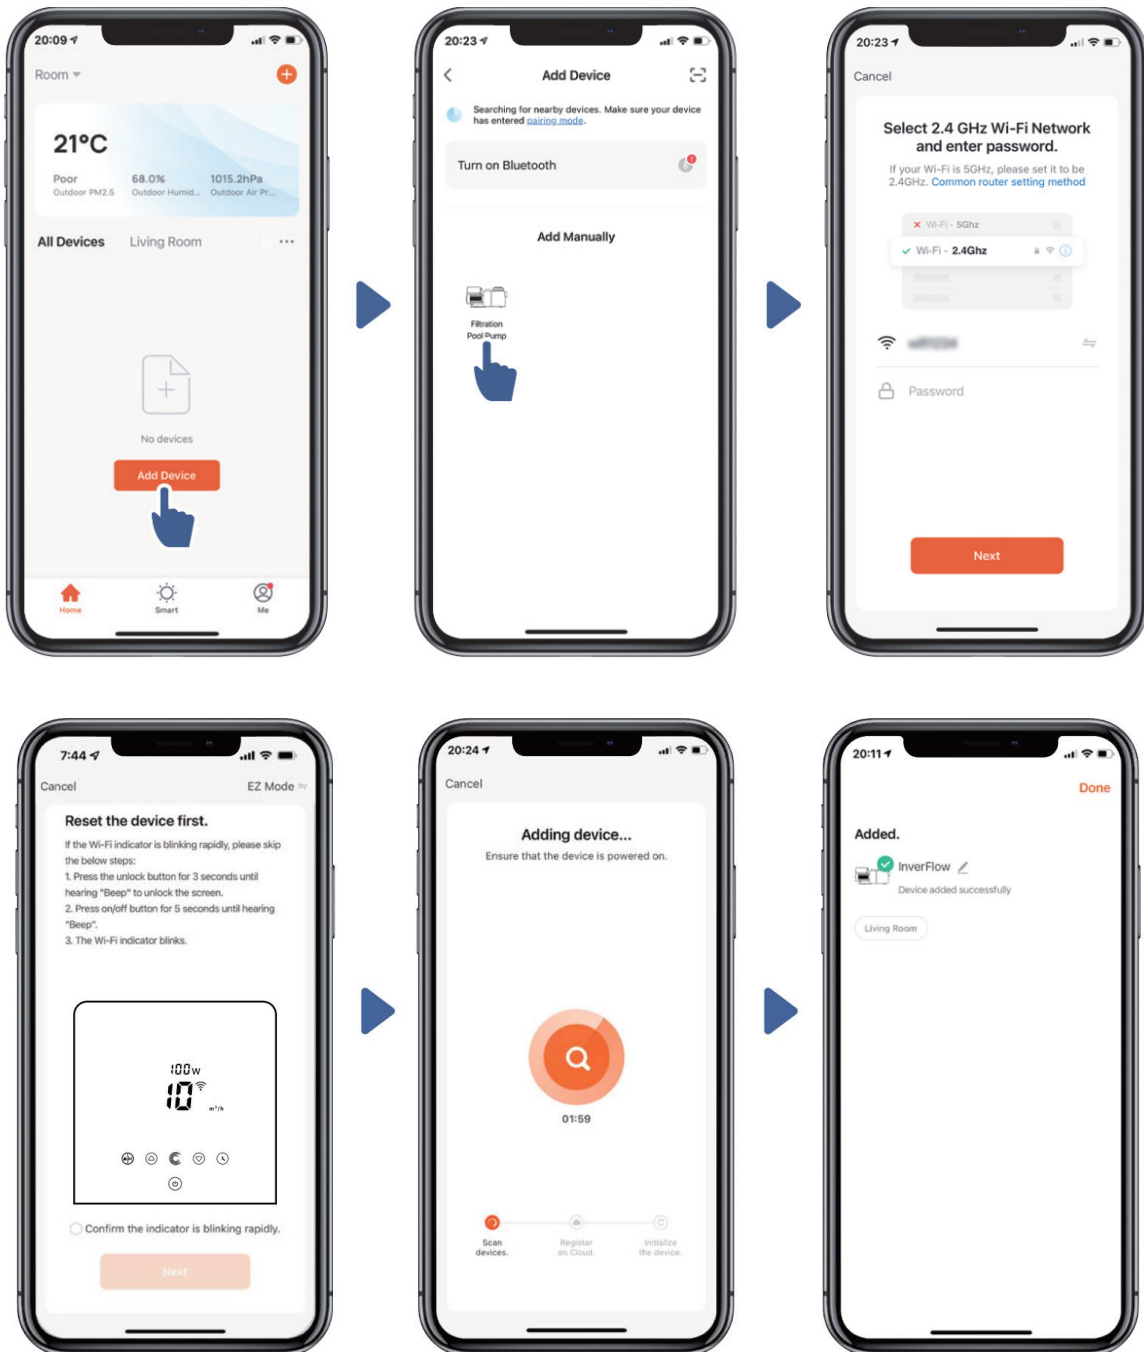 20:09
Room
21°C
Poor 68.0% 1015.2hPa
Outdoor PM2.5 Outdoor Humid... Outdoor Air Pr...
All Devices Living Room ...
No devices
Add Device
Home Smart Me
20:23
Add Device
Searching for nearby devices. Make sure your device
has entered pairing mode.
Turn on Bluetooth
Add Manually
Filtration
Pool Pump
20:23
Cancel
Select 2.4 GHz Wi-Fi Network
and enter password.
If your Wi-Fi is 5GHz, please set it to be
2.4GHz. Common router setting method
Wi-Fi - 5Ghz
Wi-Fi - 2.4Ghz
Password
Next
7:44
Cancel EZ Mode
Reset the device first.
If the Wi-Fi indicator is blinking rapidly, please skip
the below steps:
1. Press the unlock button for 3 seconds until
hearing "Beep" to unlock the screen.
2. Press on/off button for 5 seconds until hearing
"Beep".
3. The Wi-Fi indicator blinks.
100w
10
m³/h
Confirm the indicator is blinking rapidly.
Next
20:24
Cancel
Adding device...
Ensure that the device is powered on.
01:59
Scan Register Initialize
devices. on Cloud. the device.
20:11
Done
Added.
InverFlow
Device added successfully
Living Room